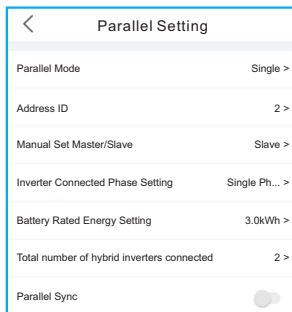 Parallel Setting
Parallel Mode Single >
Address ID 2 >
Manual Set Master/Slave Slave >
Inverter Connected Phase Setting Single Ph... >
Battery Rated Energy Setting 3.0kWh >
Total number of hybrid inverters connected 2 >
Parallel Sync